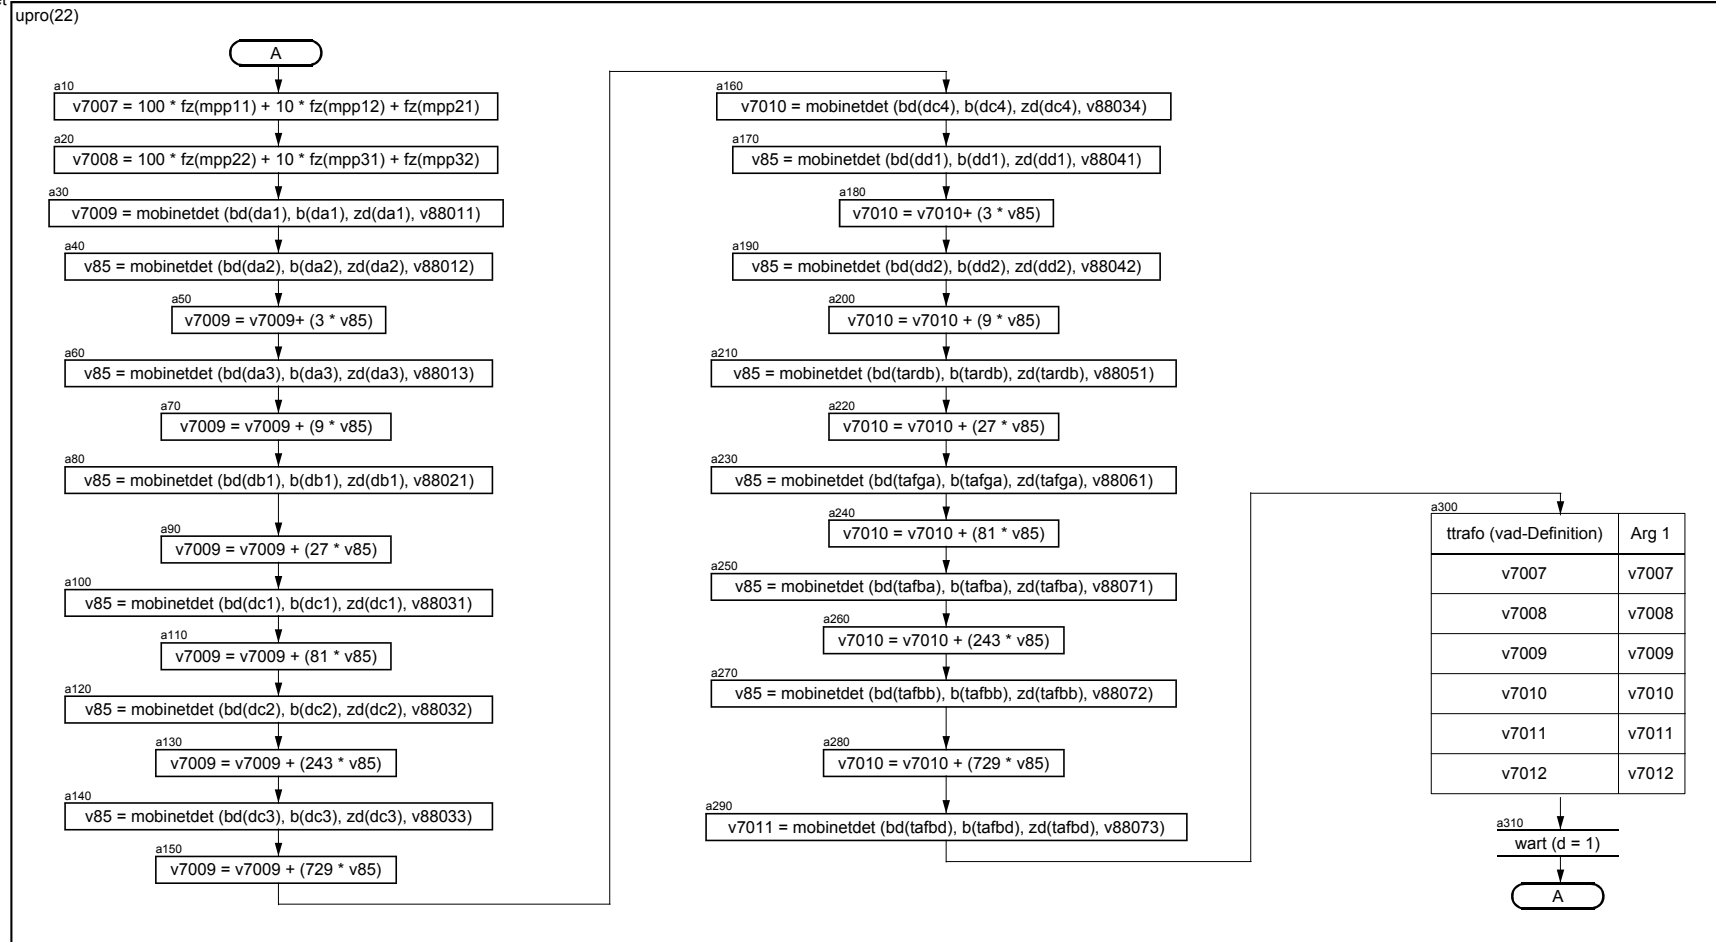 upro(22)
A
a10
v7007 = 100 * fz(mpp11) + 10 * fz(mpp12) + fz(mpp21)
a20
v7008 = 100 * fz(mpp22) + 10 * fz(mpp31) + fz(mpp32)
a30
v7009 = mobinetdet (bd(da1), b(da1), zd(da1), v88011)
a40
v85 = mobinetdet (bd(da2), b(da2), zd(da2), v88012)
a50
v7009 = v7009+ (3 * v85)
a60
v85 = mobinetdet (bd(da3), b(da3), zd(da3), v88013)
a70
v7009 = v7009 + (9 * v85)
a80
v85 = mobinetdet (bd(db1), b(db1), zd(db1), v88021)
a90
v7009 = v7009 + (27 * v85)
a100
v85 = mobinetdet (bd(dc1), b(dc1), zd(dc1), v88031)
a110
v7009 = v7009 + (81 * v85)
a120
v85 = mobinetdet (bd(dc2), b(dc2), zd(dc2), v88032)
a130
v7009 = v7009 + (243 * v85)
a140
v85 = mobinetdet (bd(dc3), b(dc3), zd(dc3), v88033)
a150
v7009 = v7009 + (729 * v85)
a160
v7010 = mobinetdet (bd(dc4), b(dc4), zd(dc4), v88034)
a170
v85 = mobinetdet (bd(dd1), b(dd1), zd(dd1), v88041)
a180
v7010 = v7010+ (3 * v85)
a190
v85 = mobinetdet (bd(dd2), b(dd2), zd(dd2), v88042)
a200
v7010 = v7010 + (9 * v85)
a210
v85 = mobinetdet (bd(tardb), b(tardb), zd(tardb), v88051)
a220
v7010 = v7010 + (27 * v85)
a230
v85 = mobinetdet (bd(tafga), b(tafga), zd(tafga), v88061)
a240
v7010 = v7010 + (81 * v85)
a250
v85 = mobinetdet (bd(tafba), b(tafba), zd(tafba), v88071)
a260
v7010 = v7010 + (243 * v85)
a270
v85 = mobinetdet (bd(tafbb), b(tafbb), zd(tafbb), v88072)
a280
v7010 = v7010 + (729 * v85)
a290
v7011 = mobinetdet (bd(tafbd), b(tafbd), zd(tafbd), v88073)
a300
ttrafo (vad-Definition) Arg 1
v7007 v7007
v7008 v7008
v7009 v7009
v7010 v7010
v7011 v7011
v7012 v7012
a310
wart (d = 1)
A